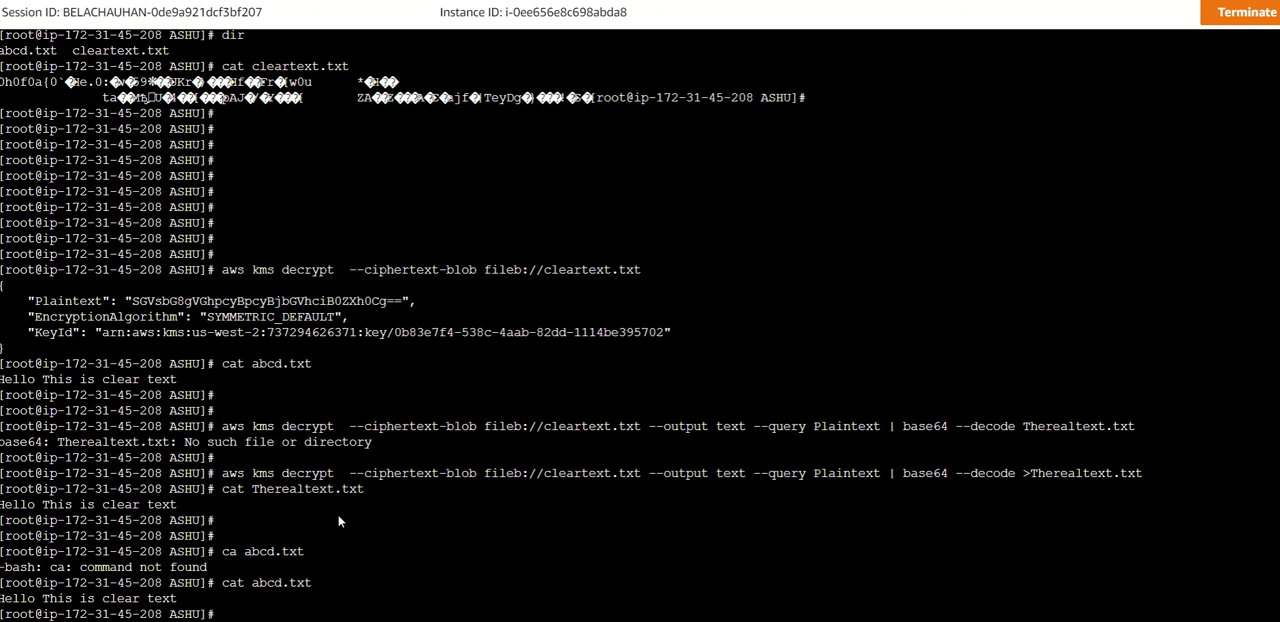 Session ID: BELACHAUHAN-0de9a921dcf3bf207 Instance ID: i-0ee656e8c698abda8 Terminate
[root@ip-172-31-45-208 ASHU]# dir
abcd.txt  cleartext.txt
[root@ip-172-31-45-208 ASHU]# cat cleartext.txt
[root@ip-172-31-45-208 ASHU]#
[root@ip-172-31-45-208 ASHU]#
[root@ip-172-31-45-208 ASHU]#
[root@ip-172-31-45-208 ASHU]#
[root@ip-172-31-45-208 ASHU]#
[root@ip-172-31-45-208 ASHU]#
[root@ip-172-31-45-208 ASHU]#
[root@ip-172-31-45-208 ASHU]#
[root@ip-172-31-45-208 ASHU]#
[root@ip-172-31-45-208 ASHU]#
[root@ip-172-31-45-208 ASHU]#
[root@ip-172-31-45-208 ASHU]# aws kms decrypt  --ciphertext-blob fileb://cleartext.txt
{
    "Plaintext": "SGVsbG8gVGhpcyBpcyBjbGVhciB0ZXh0Cg==",
    "EncryptionAlgorithm": "SYMMETRIC_DEFAULT",
    "KeyId": "arn:aws:kms:us-west-2:737294626371:key/0b83e7f4-538c-4aab-82dd-1114be395702"
}
[root@ip-172-31-45-208 ASHU]# cat abcd.txt
Hello This is clear text
[root@ip-172-31-45-208 ASHU]#
[root@ip-172-31-45-208 ASHU]#
[root@ip-172-31-45-208 ASHU]# aws kms decrypt  --ciphertext-blob fileb://cleartext.txt --output text --query Plaintext | base64 --decode Therealtext.txt
base64: Therealtext.txt: No such file or directory
[root@ip-172-31-45-208 ASHU]#
[root@ip-172-31-45-208 ASHU]# aws kms decrypt  --ciphertext-blob fileb://cleartext.txt --output text --query Plaintext | base64 --decode >Therealtext.txt
[root@ip-172-31-45-208 ASHU]# cat Therealtext.txt
Hello This is clear text
[root@ip-172-31-45-208 ASHU]#
[root@ip-172-31-45-208 ASHU]#
[root@ip-172-31-45-208 ASHU]# ca abcd.txt
-bash: ca: command not found
[root@ip-172-31-45-208 ASHU]# cat abcd.txt
Hello This is clear text
[root@ip-172-31-45-208 ASHU]#